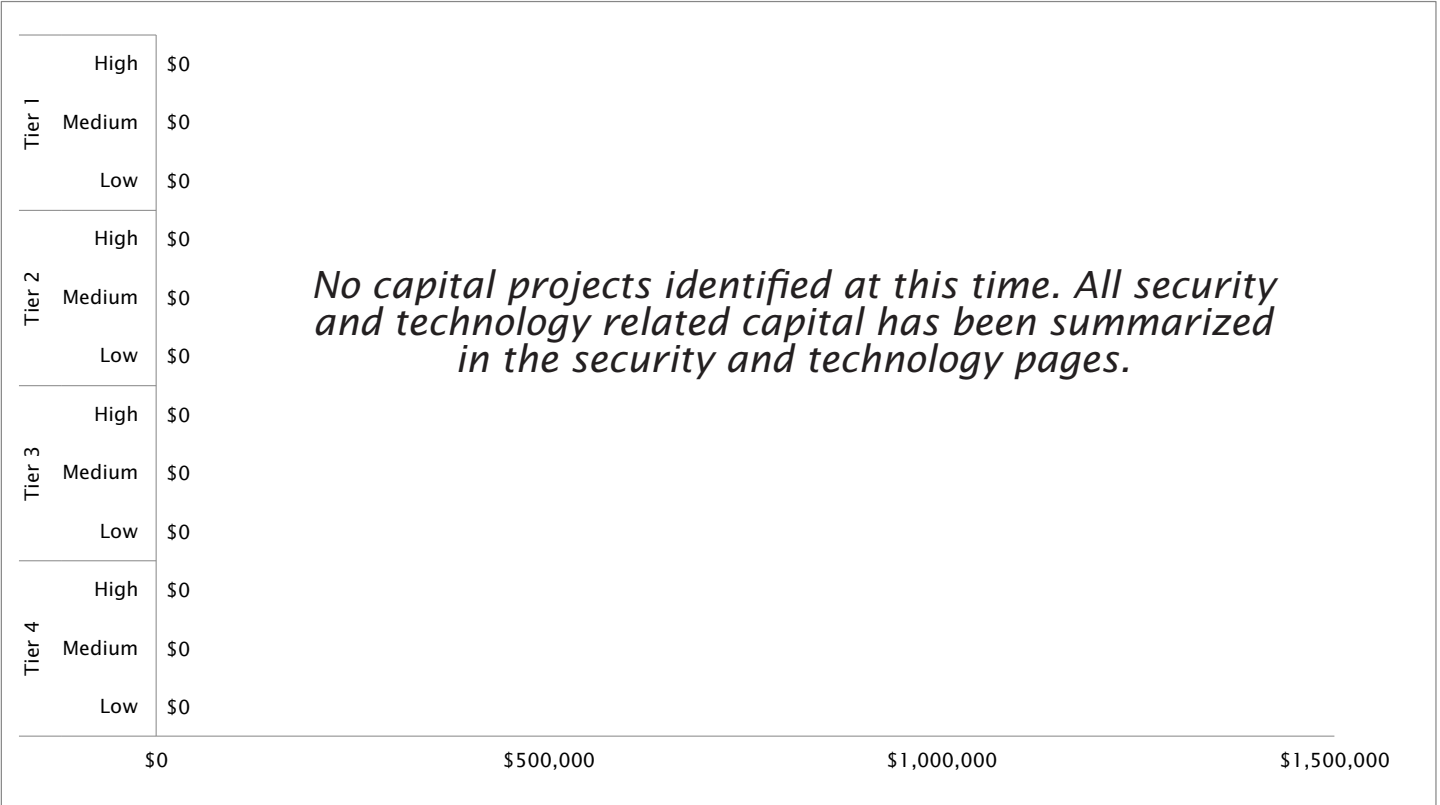 Tier 1
High $0
Medium $0
Low $0
Tier 2
High $0
Medium $0
Low $0
No capital projects identified at this time. All security
and technology related capital has been summarized
in the security and technology pages.
Tier 3
High $0
Medium $0
Low $0
Tier 4
High $0
Medium $0
Low $0
$0 $500,000 $1,000,000 $1,500,000